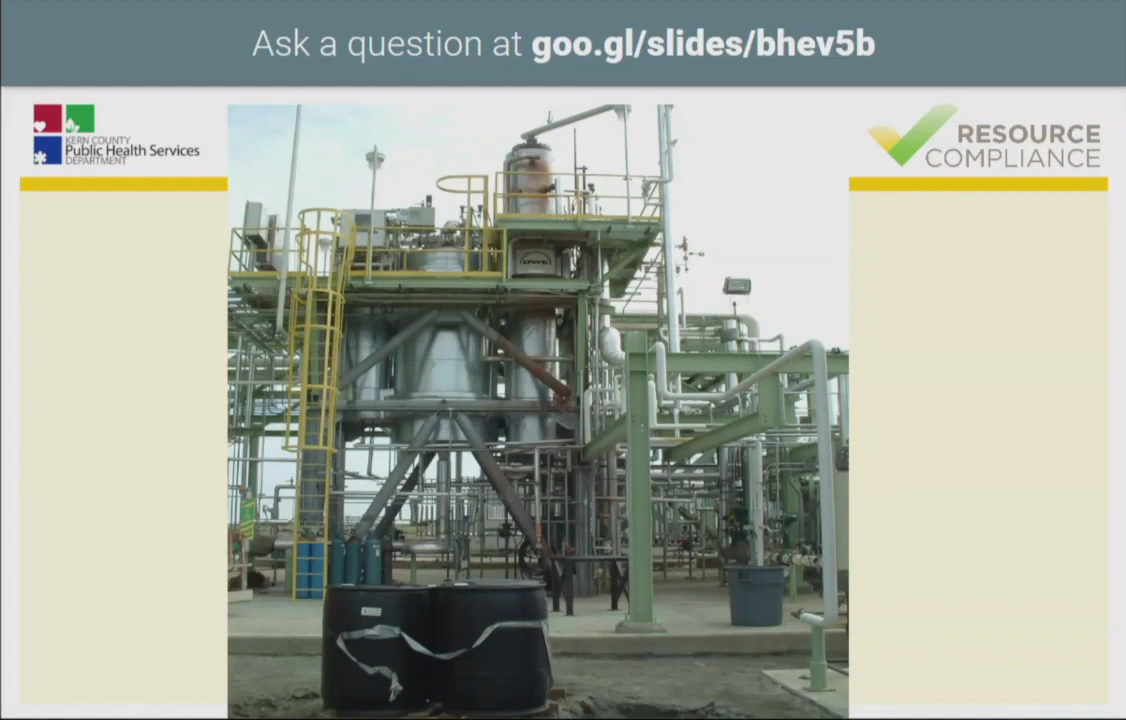 Ask a question at goo.gl/slides/bhev5b
KERN COUNTY
Public Health Services
DEPARTMENT
RESOURCE
COMPLIANCE